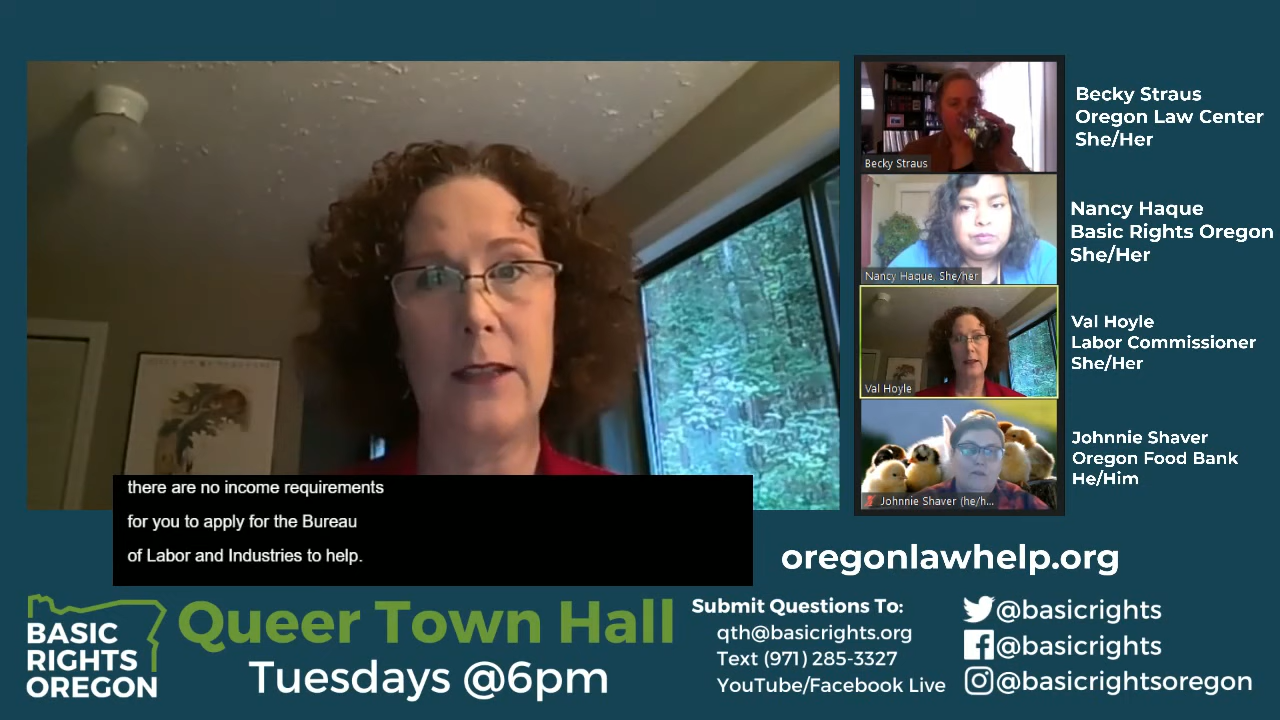 Becky Straus
Becky Straus
Oregon Law Center
She/Her
Nancy Haque, She/her
Nancy Haque
Basic Rights Oregon
She/Her
Val Hoyle
Val Hoyle
Labor Commissioner
She/Her
Johnnie Shaver (he/h...
Johnnie Shaver
Oregon Food Bank
He/Him
there are no income requirements
for you to apply for the Bureau
of Labor and Industries to help.
oregonlawhelp.org
BASIC
RIGHTS
OREGON
Queer Town Hall
Tuesdays @6pm
Submit Questions To:
qth@basicrights.org
Text (971) 285-3327
YouTube/Facebook Live
@basicrights
@basicrights
@basicrightsoregon